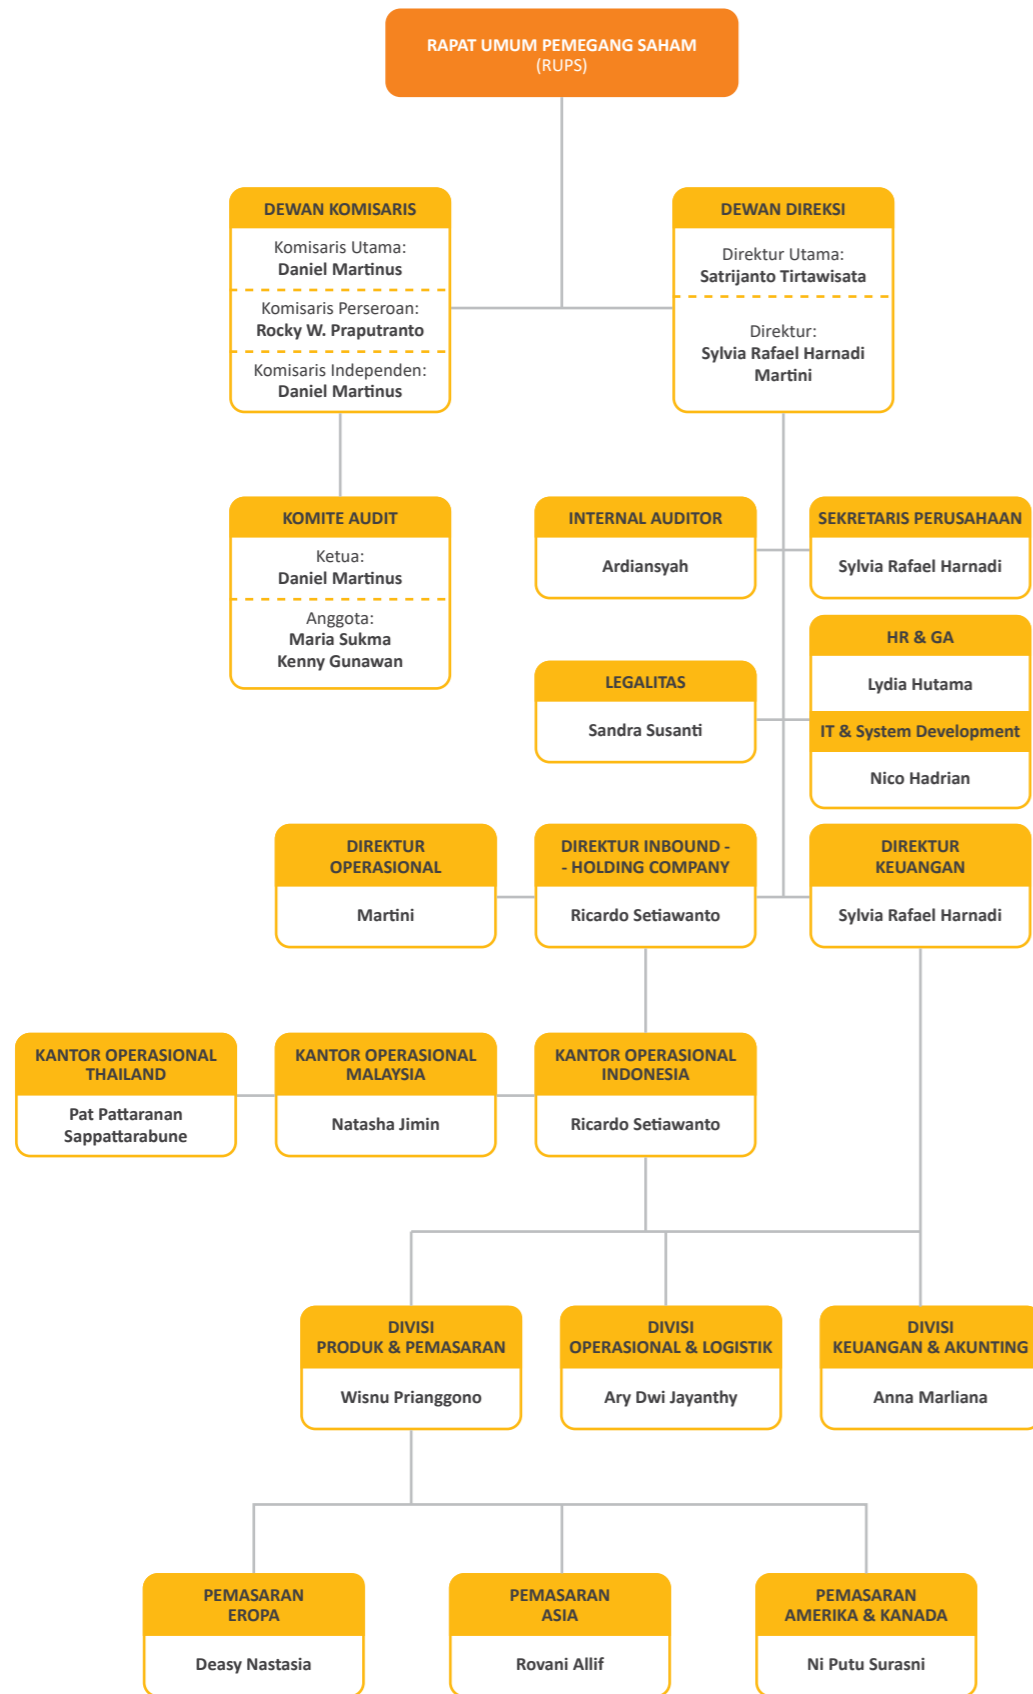 RAPAT UMUM PEMEGANG SAHAM
(RUPS)
DEWAN KOMISARIS
Komisaris Utama:
Daniel Martinus
Komisaris Perseroan:
Rocky W. Praputranto
Komisaris Independen:
Daniel Martinus
DEWAN DIREKSI
Direktur Utama:
Satrijanto Tirtawisata
Direktur:
Sylvia Rafael Harnadi
Martini
KOMITE AUDIT
Ketua:
Daniel Martinus
Anggota:
Maria Sukma
Kenny Gunawan
INTERNAL AUDITOR
Ardiansyah
SEKRETARIS PERUSAHAAN
Sylvia Rafael Harnadi
LEGALITAS
Sandra Susanti
HR & GA
Lydia Hutama
IT & System Development
Nico Hadrian
DIREKTUR
OPERASIONAL
Martini
DIREKTUR INBOUND -
- HOLDING COMPANY
Ricardo Setiawanto
DIREKTUR
KEUANGAN
Sylvia Rafael Harnadi
KANTOR OPERASIONAL
THAILAND
Pat Pattaranan
Sappattarabune
KANTOR OPERASIONAL
MALAYSIA
Natasha Jimin
KANTOR OPERASIONAL
INDONESIA
Ricardo Setiawanto
DIVISI
PRODUK & PEMASARAN
Wisnu Prianggono
DIVISI
OPERASIONAL & LOGISTIK
Ary Dwi Jayanthy
DIVISI
KEUANGAN & AKUNTING
Anna Marliana
PEMASARAN
EROPA
Deasy Nastasia
PEMASARAN
ASIA
Rovani Allif
PEMASARAN
AMERIKA & KANADA
Ni Putu Surasni